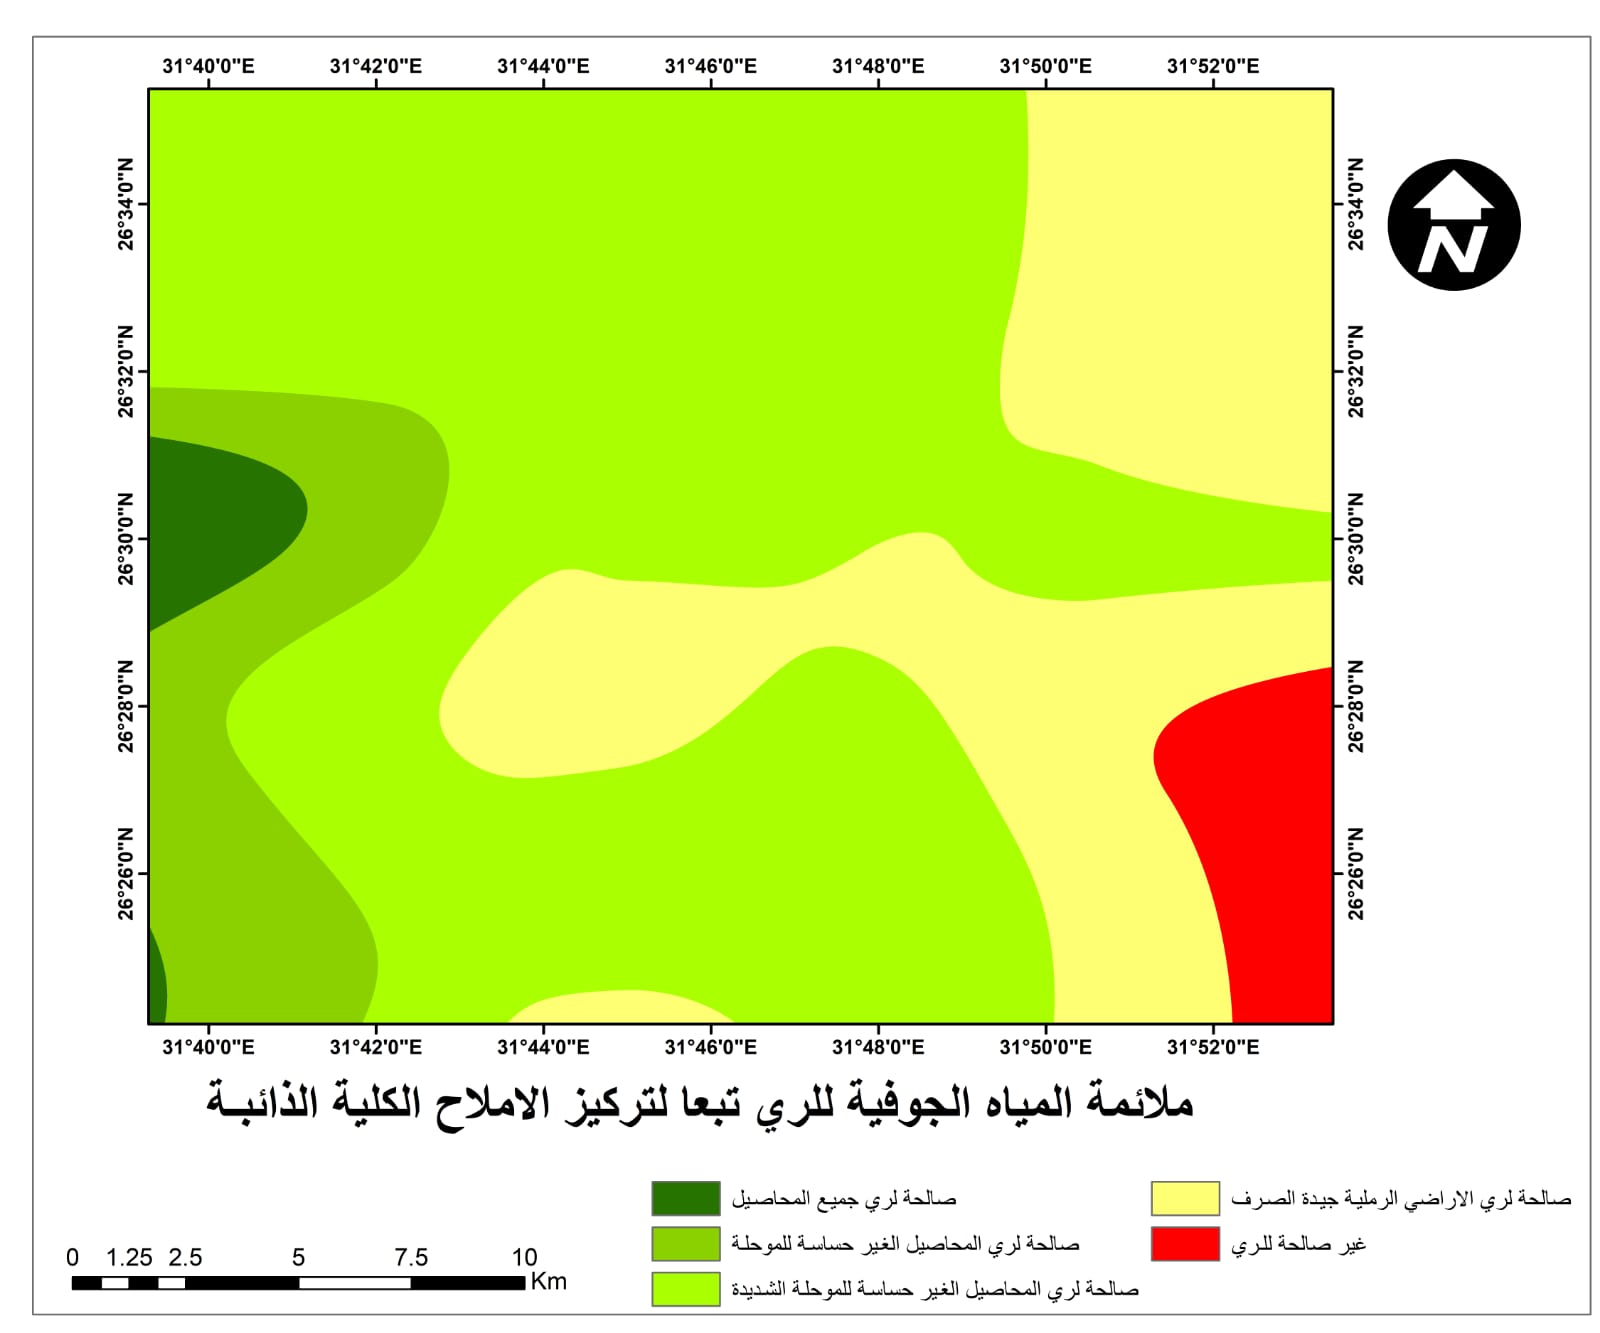 31°40'0"E 31°42'0"E 31°44'0"E 31°46'0"E 31°48'0"E 31°50'0"E 31°52'0"E
26°34'0"N 26°34'0"N
N
26°32'0"N 26°32'0"N
26°30'0"N 26°30'0"N
26°28'0"N 26°28'0"N
26°26'0"N 26°26'0"N
31°40'0"E 31°42'0"E 31°44'0"E 31°46'0"E 31°48'0"E 31°50'0"E 31°52'0"E
ملائمة المياه الجوفية للري تبعا لتركيز الاملاح الكلية الذائبة
صالحة لري الاراضي الرملية جيدة الصرف
غير صالحة للري
صالحة لري جميع المحاصيل
صالحة لري المحاصيل الغير حساسة للموحلة
صالحة لري المحاصيل الغير حساسة للموحلة الشديدة
0 1.25 2.5 5 7.5 10
Km